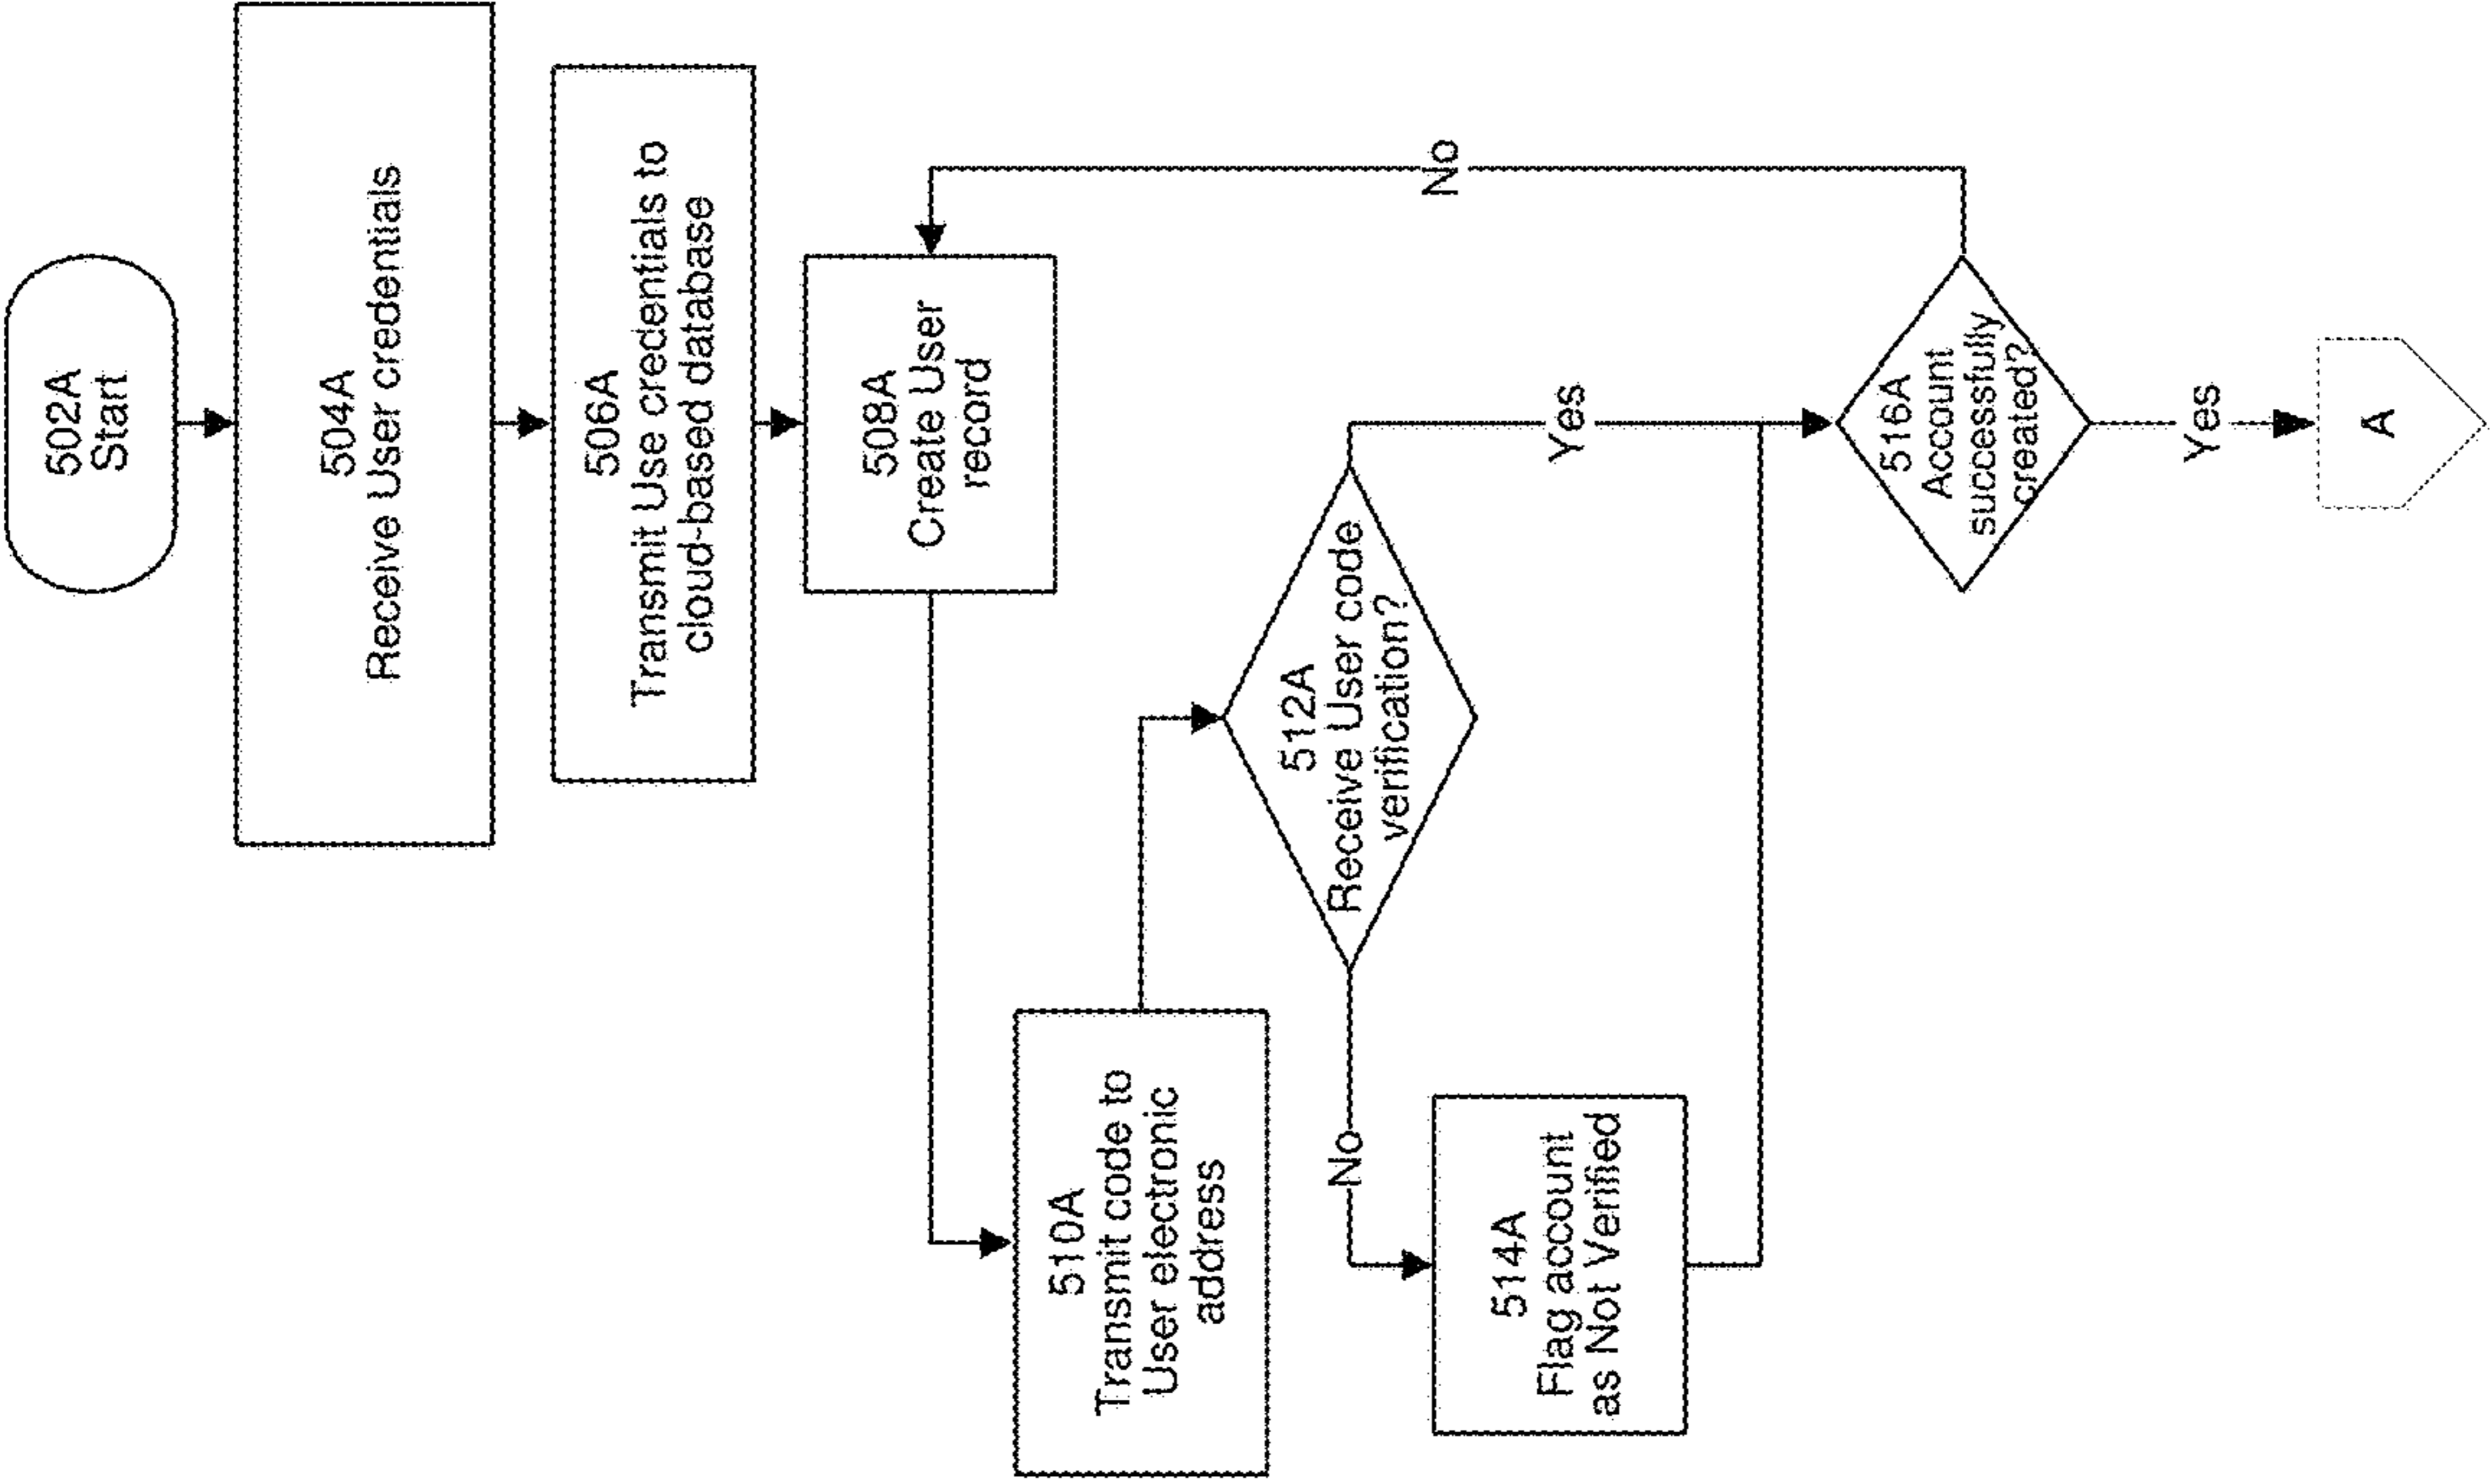 502A
Start
504A
Receive User credentials
506A
Transmit Use credentials to
cloud-based database
508A
Create User
record
510A
Transmit code to
User electronic
address
512A
Receive User code
verification?
No
Yes
514A
Flag account
as Not Verified
516A
Account
successfully
created?
No
Yes
A